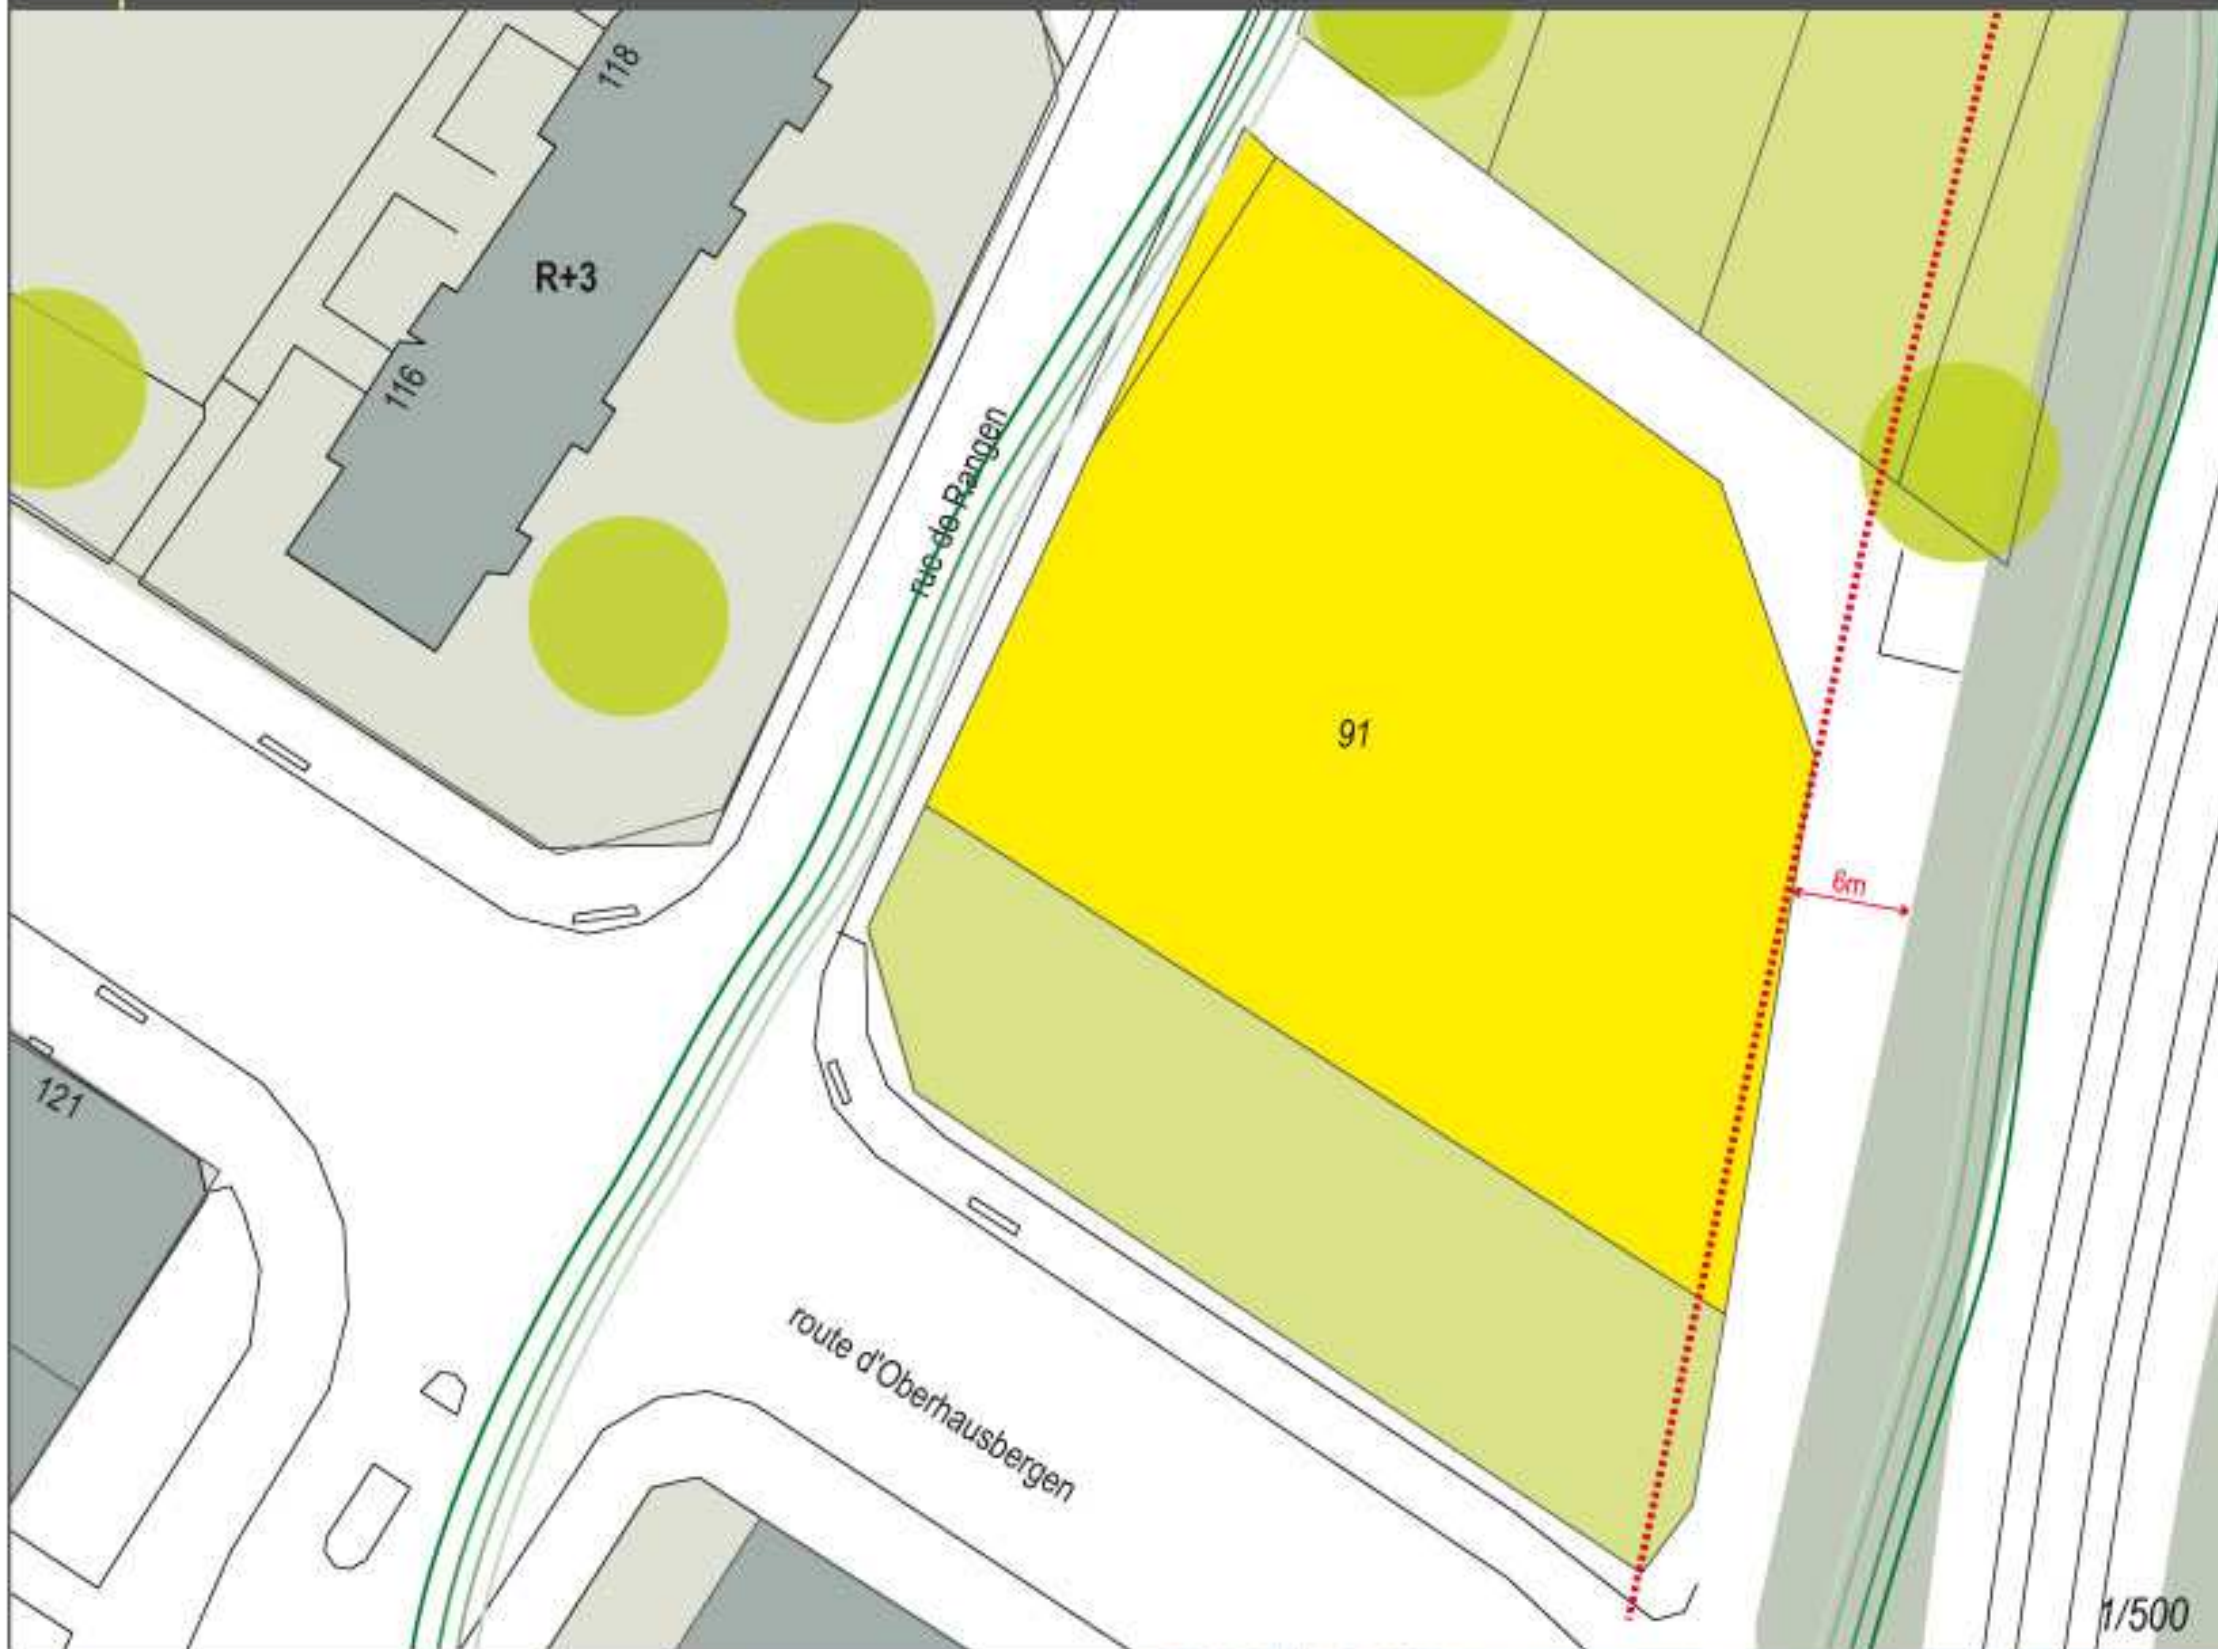 118
R+3
116
rue de Rangen
91
6m
121
route d'Oberhausbergen
1/500